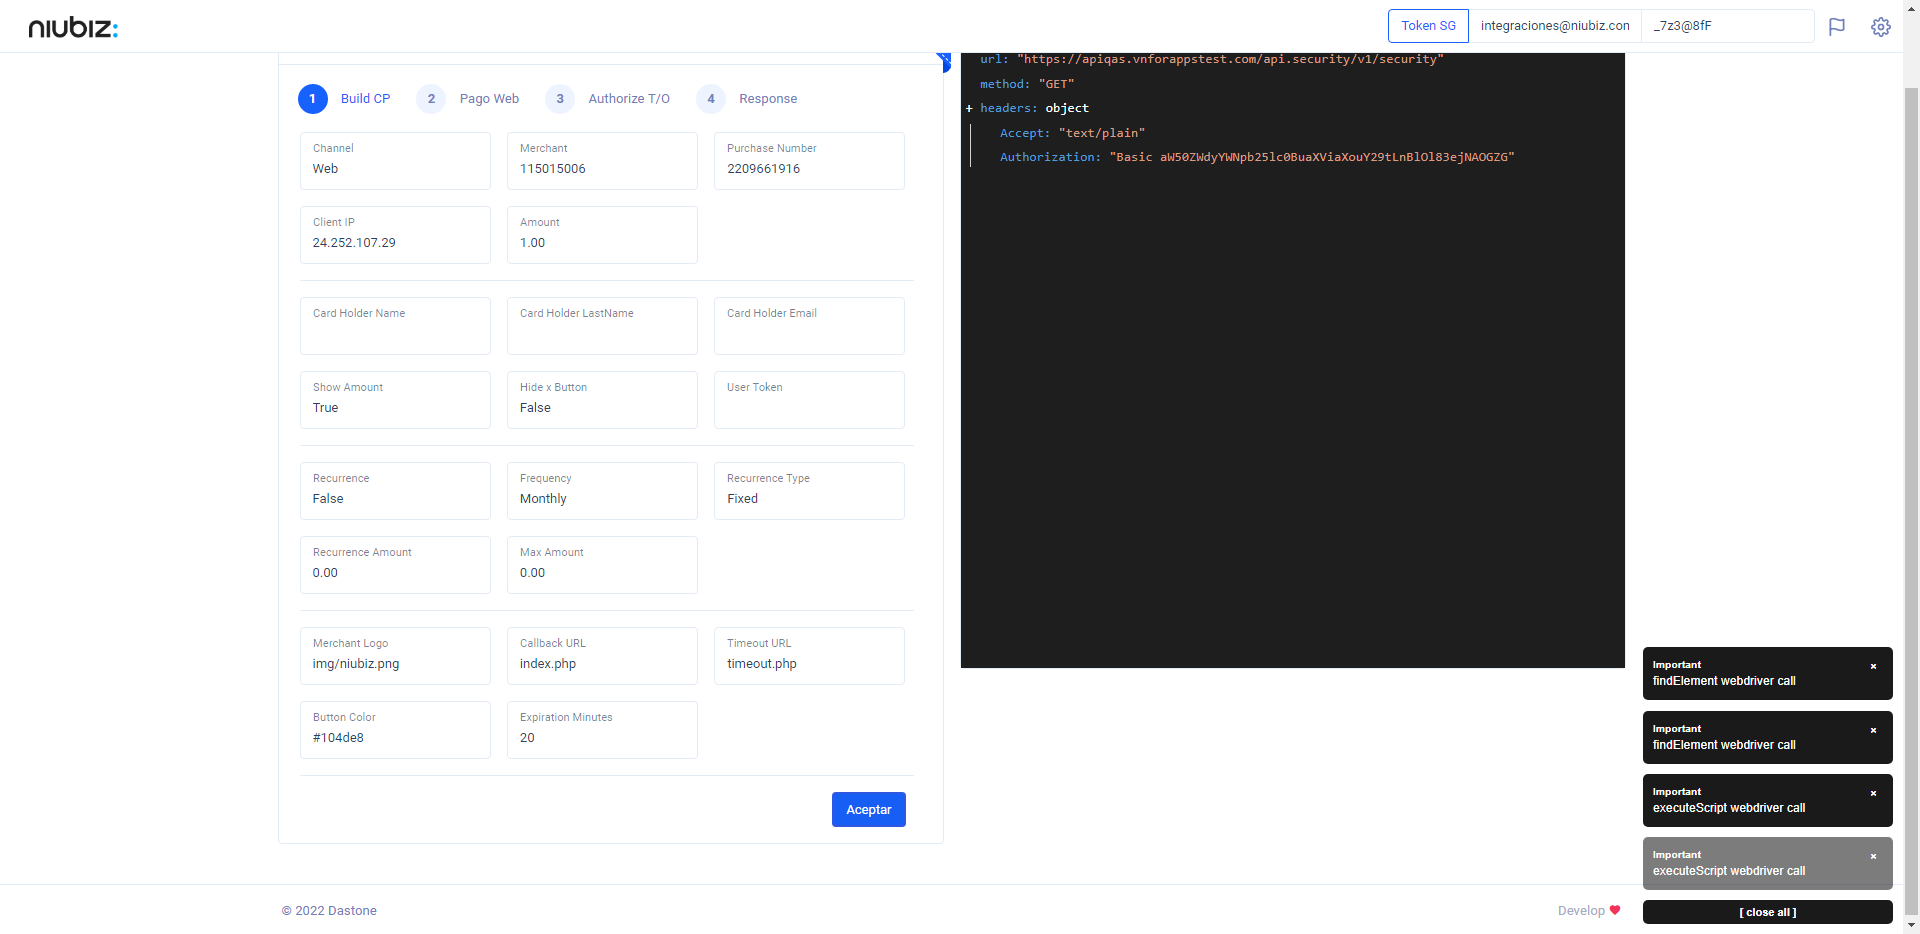 niubiz:
Token SG
integraciones@niubiz.con
_7z3@8fF
1 Build CP
2 Pago Web
3 Authorize T/O
4 Response
Channel
Web
Merchant
115015006
Purchase Number
2209661916
Client IP
24.252.107.29
Amount
1.00
Card Holder Name
Card Holder LastName
Card Holder Email
Show Amount
True
Hide x Button
False
User Token
Recurrence
False
Frequency
Monthly
Recurrence Type
Fixed
Recurrence Amount
0.00
Max Amount
0.00
Merchant Logo
img/niubiz.png
Callback URL
index.php
Timeout URL
timeout.php
Button Color
#104de8
Expiration Minutes
20
Aceptar
url: "https://apiqas.vnforappstest.com/api.security/v1/security"
method: "GET"
+ headers: object
Accept: "text/plain"
Authorization: "Basic aW50ZWdyYWNpb25lc0BuaXViaXouY29tLnBlOl83ejNAOGZG"
Important ×
findElement webdriver call
Important ×
findElement webdriver call
Important ×
executeScript webdriver call
Important ×
executeScript webdriver call
[ close all ]
© 2022 Dastone
Develop